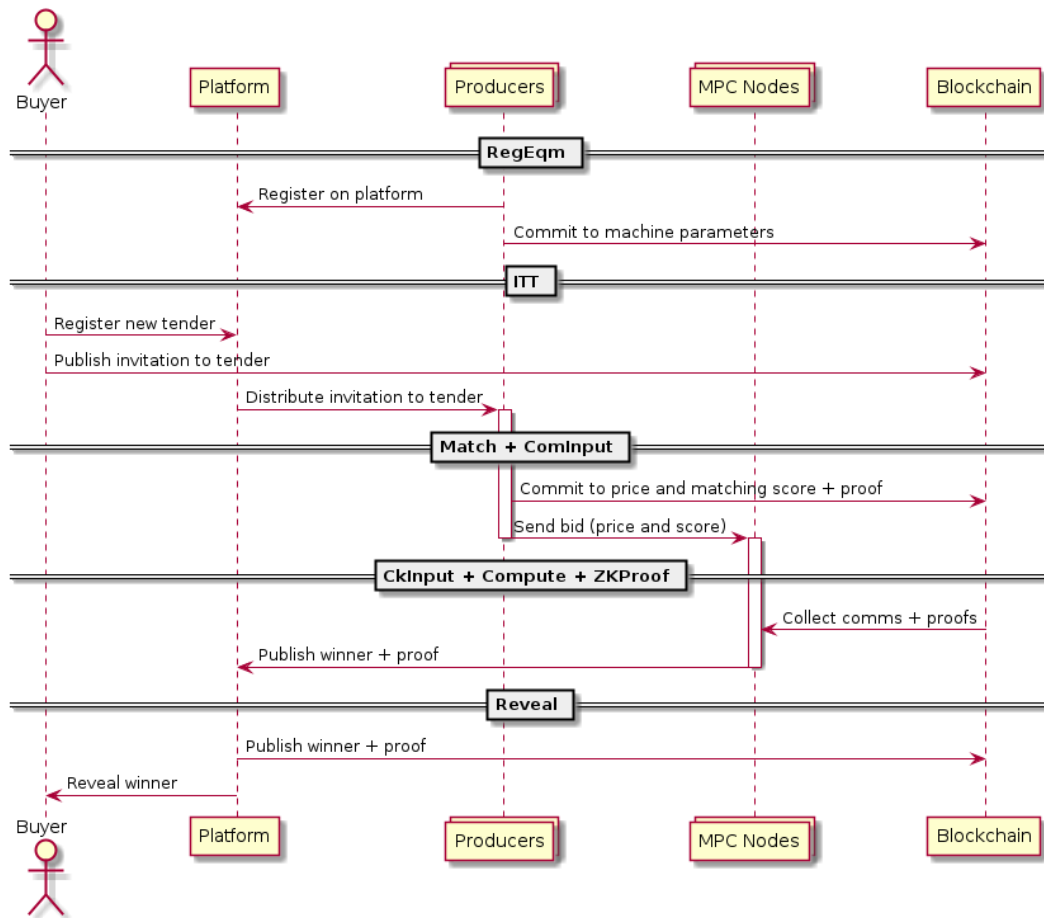 Buyer
Platform
Producers
MPC Nodes
Blockchain
RegEqm
Register on platform
Commit to machine parameters
ITT
Register new tender
Publish invitation to tender
Distribute invitation to tender
Match + ComInput
Commit to price and matching score + proof
Send bid (price and score)
CkInput + Compute + ZKProof
Collect comms + proofs
Publish winner + proof
Reveal
Publish winner + proof
Reveal winner
Buyer
Platform
Producers
MPC Nodes
Blockchain